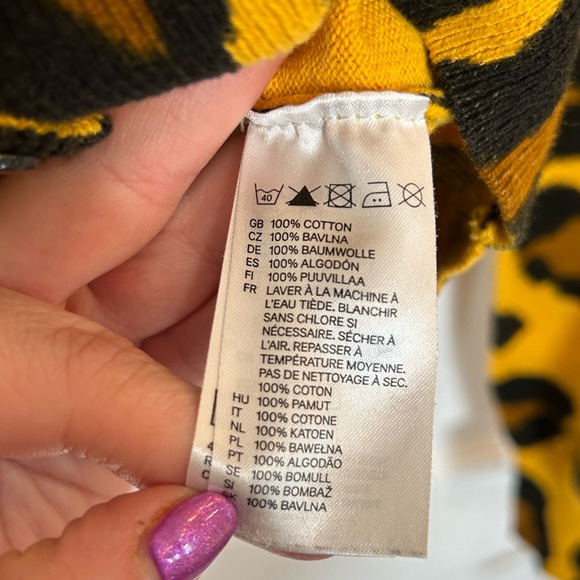 40
GB 100% COTTON
CZ 100% BAVLNA
DE 100% BAUMWOLLE
ES 100% ALGODÓN
FI 100% PUUVILLAA
FR LAVER À LA MACHINE À
L'EAU TIÈDE. BLANCHIR
SANS CHLORE SI
NÉCESSAIRE. SÉCHER À
L'AIR. REPASSER À
TEMPÉRATURE MOYENNE.
PAS DE NETTOYAGE À SEC.
100% COTON
HU 100% PAMUT
IT 100% COTONE
NL 100% KATOEN
PL 100% BAWEŁNA
PT 100% ALGODÃO
SE 100% BOMULL
SI 100% BOMBAŽ
SK 100% BAVLNA